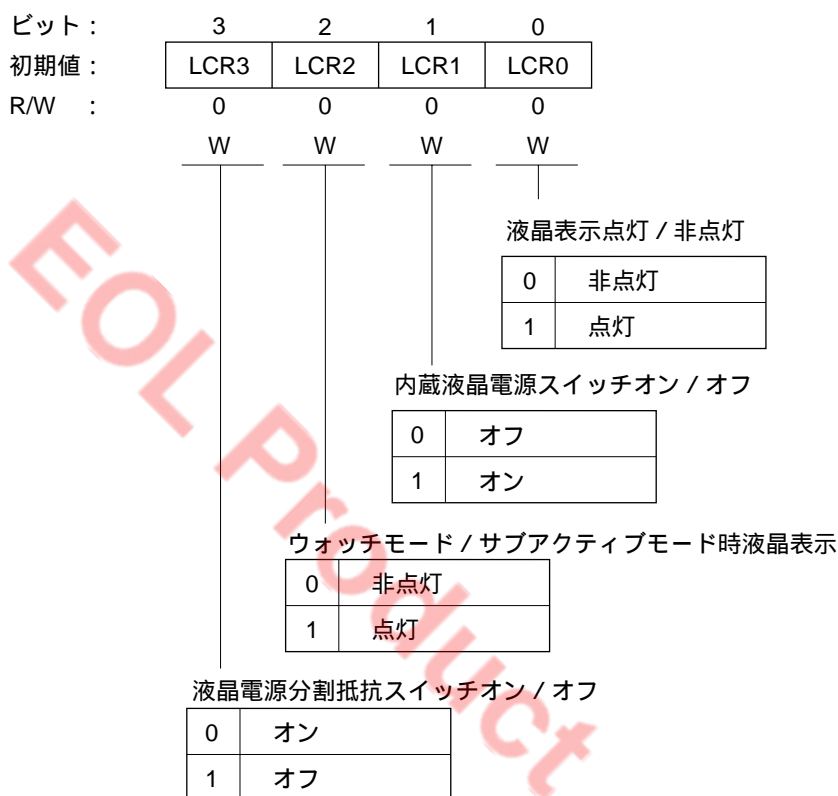 ビット： 3 2 1 0
初期値： LCR3 LCR2 LCR1 LCR0
R/W ： 0 0 0 0
W W W W
液晶表示点灯 / 非点灯
0 非点灯
1 点灯
内蔵液晶電源スイッチオン / オフ
0 オフ
1 オン
ウォッチモード / サブアクティブモード時液晶表示
0 非点灯
1 点灯
液晶電源分割抵抗スイッチオン / オフ
0 オン
1 オフ
EOL Product